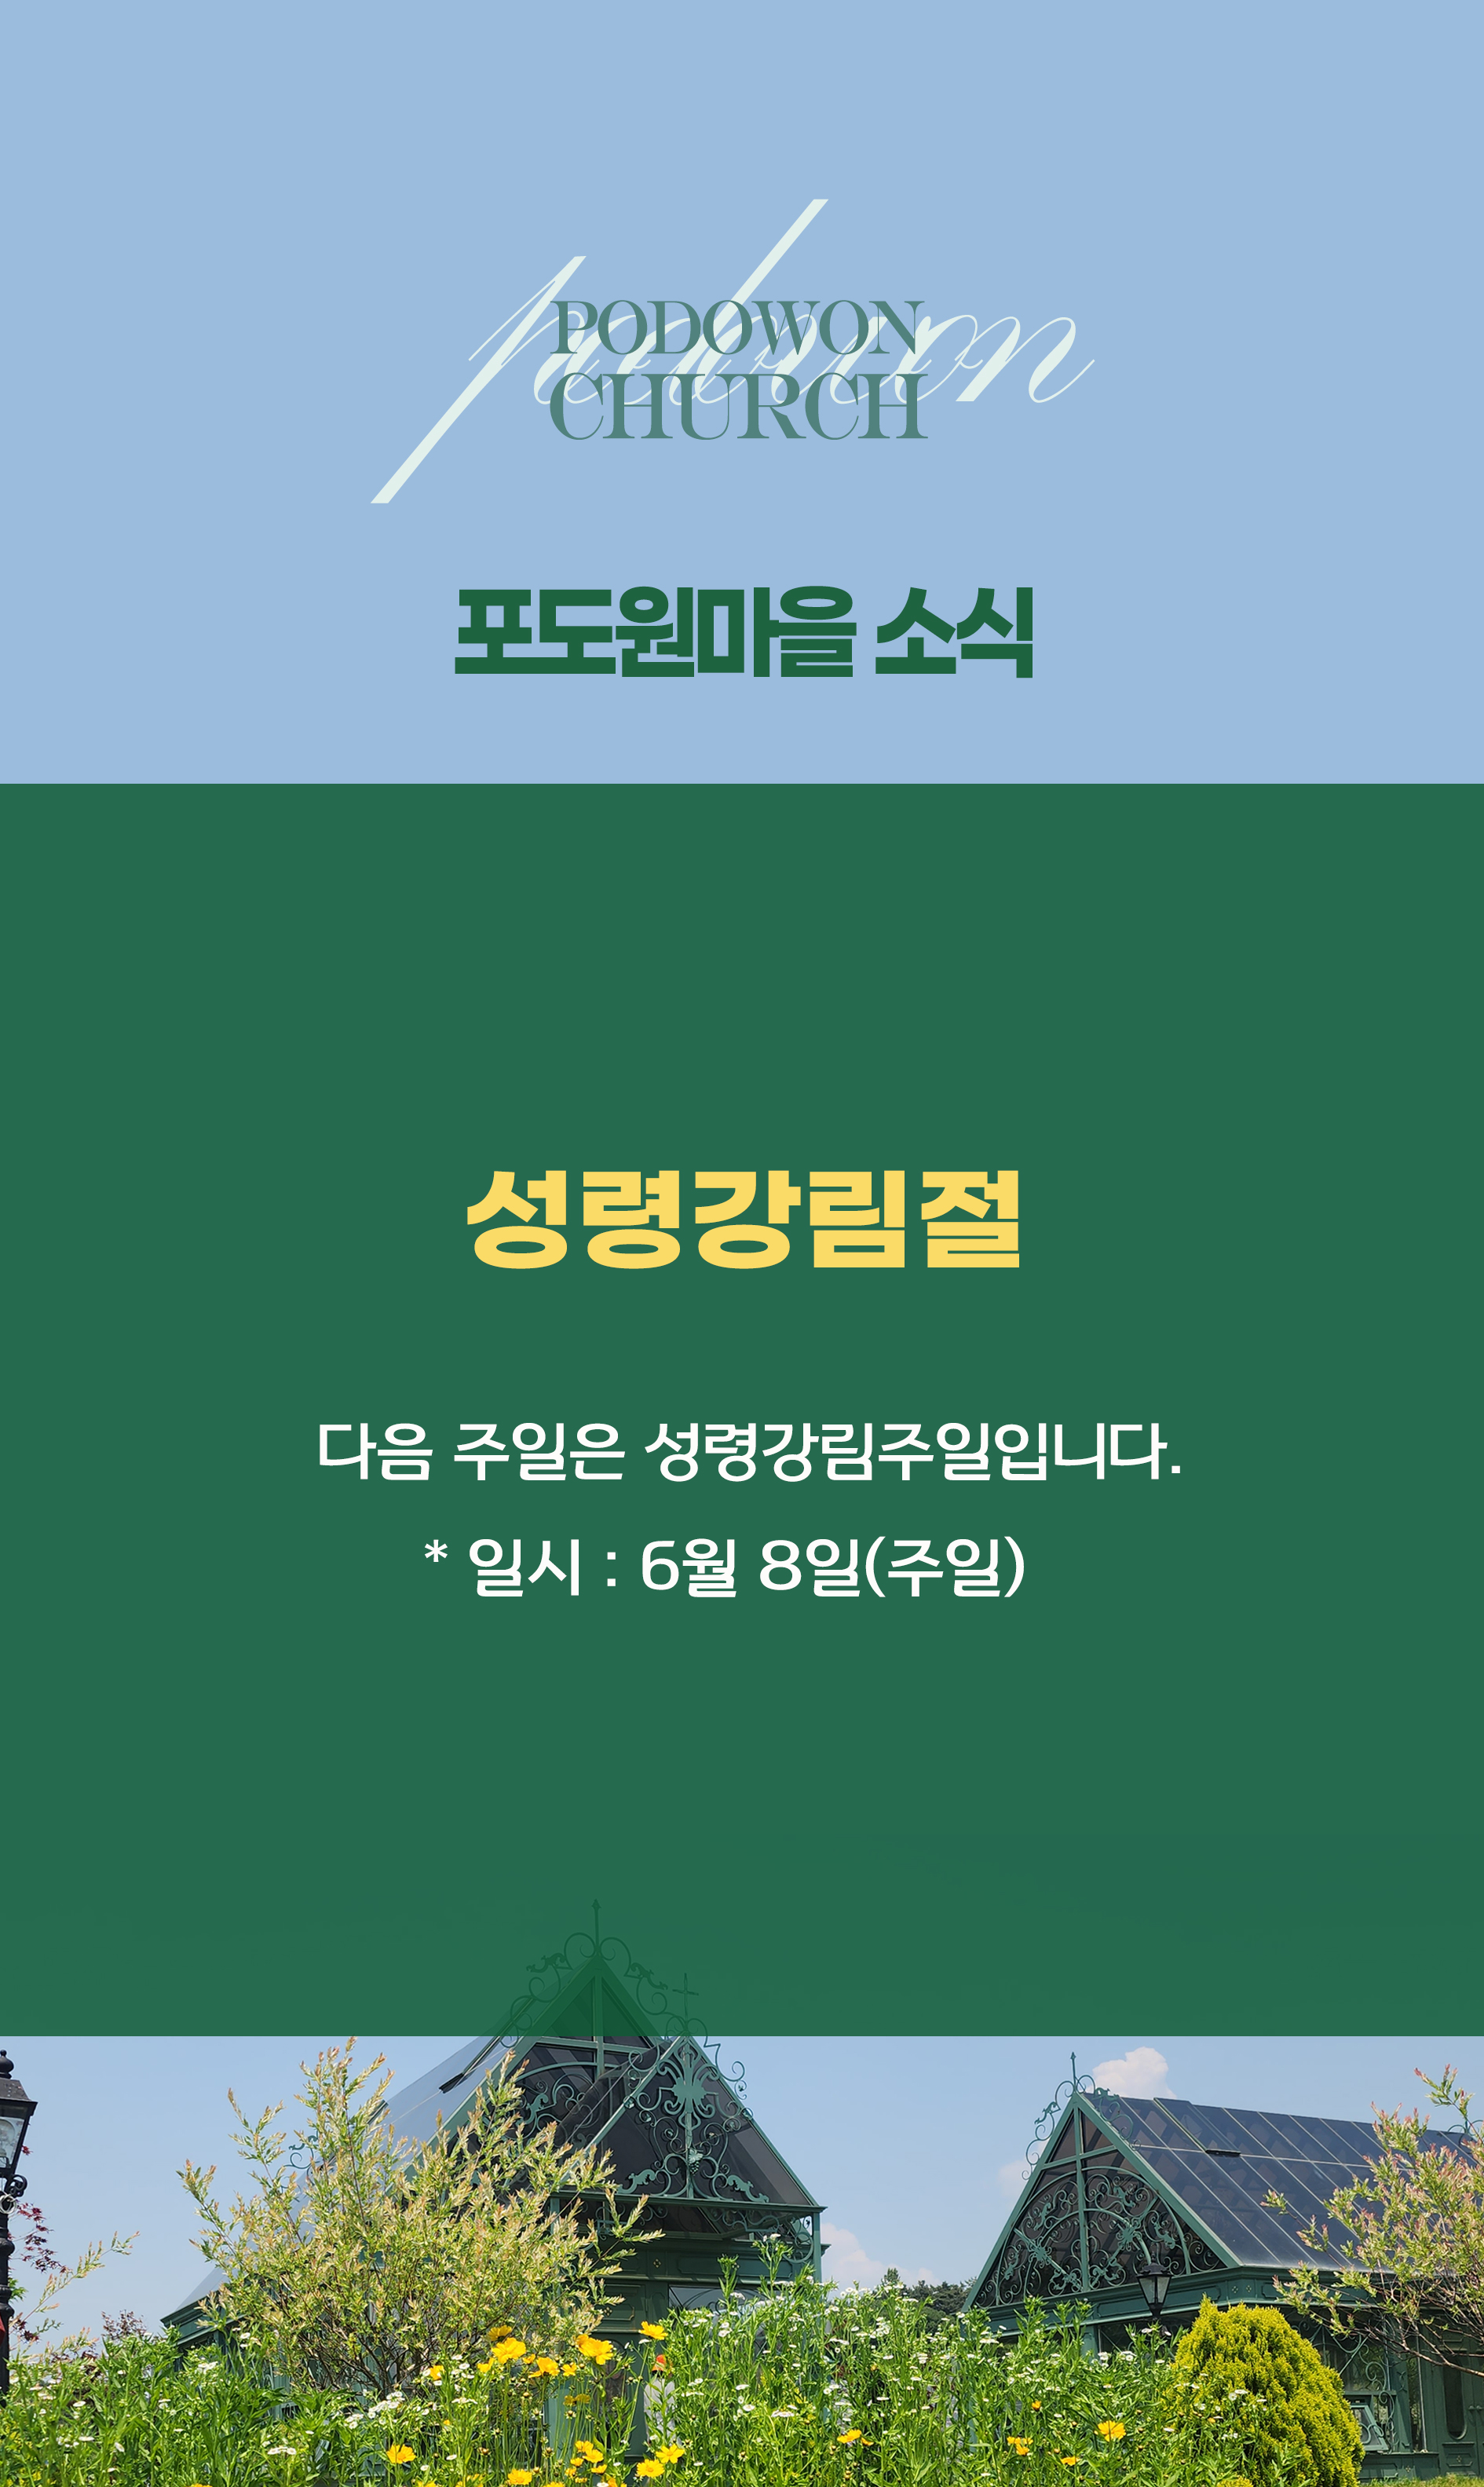 podowon
PODOWON
CHURCH
포도원마을 소식
성령강림절
다음 주일은 성령강림주일입니다.
* 일시 : 6월 8일(주일)